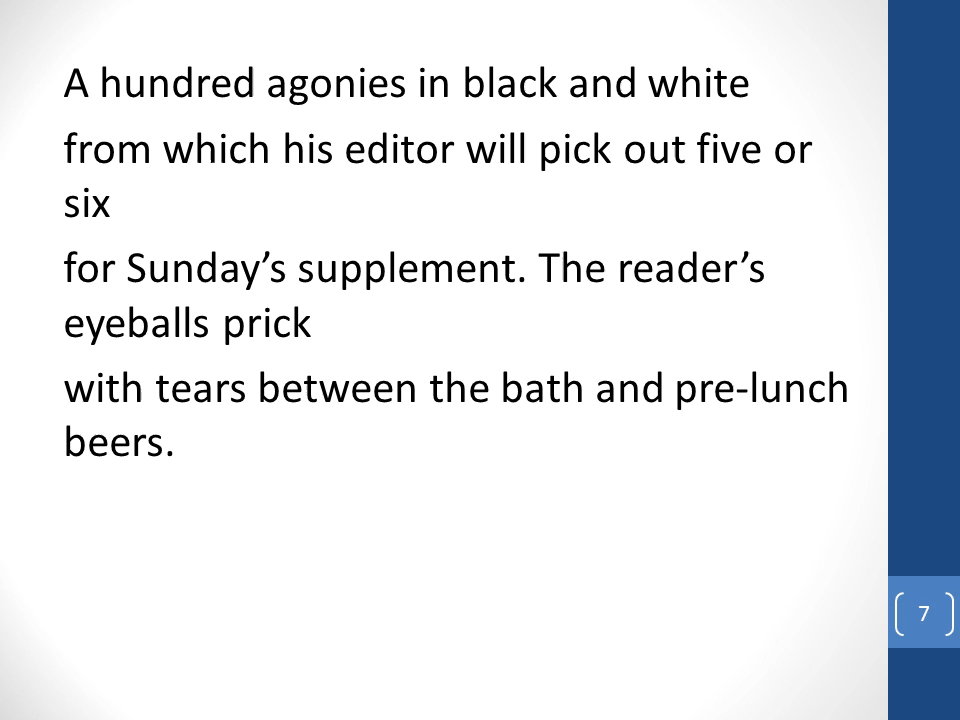 A hundred agonies in black and white
from which his editor will pick out five or
six
for Sunday’s supplement. The reader’s
eyeballs prick
with tears between the bath and pre-lunch
beers.
7